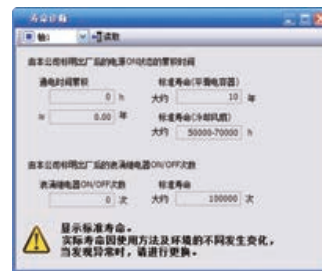 寿命诊断
轴1 读取
由本公司标明出厂后的电源ON状态的累积时间
通电时间累积 标准寿命(平滑电容器)
0 h 大约 10 年
≈ 0.00 年 标准寿命(冷却风扇)
大约 50000-70000 h
由本公司标明出厂后的浪涌继电器ON/OFF次数
浪涌继电器ON/OFF次数 标准寿命
0 次 大约 100000 次
显示标准寿命。
实际寿命因使用方法及环境的不同发生变化，
当发现异常时，请进行更换。